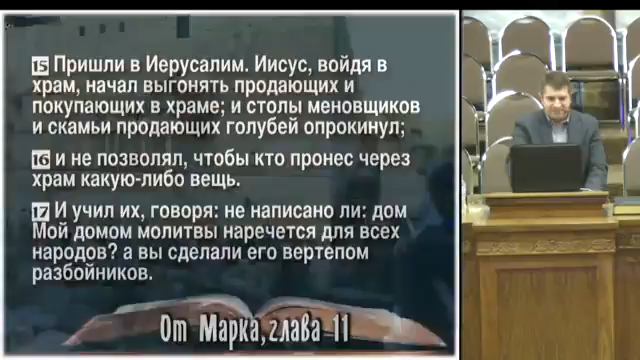 15 Пришли в Иерусалим. Иисус, войдя в
храм, начал выгонять продающих и
покупающих в храме; и столы меновщиков
и скамьи продающих голубей опрокинул;
16 и не позволял, чтобы кто пронес через
храм какую-либо вещь.
17 И учил их, говоря: не написано ли: дом
Мой домом молитвы наречется для всех
народов? а вы сделали его вертепом
разбойников.
От Марка, глава 11